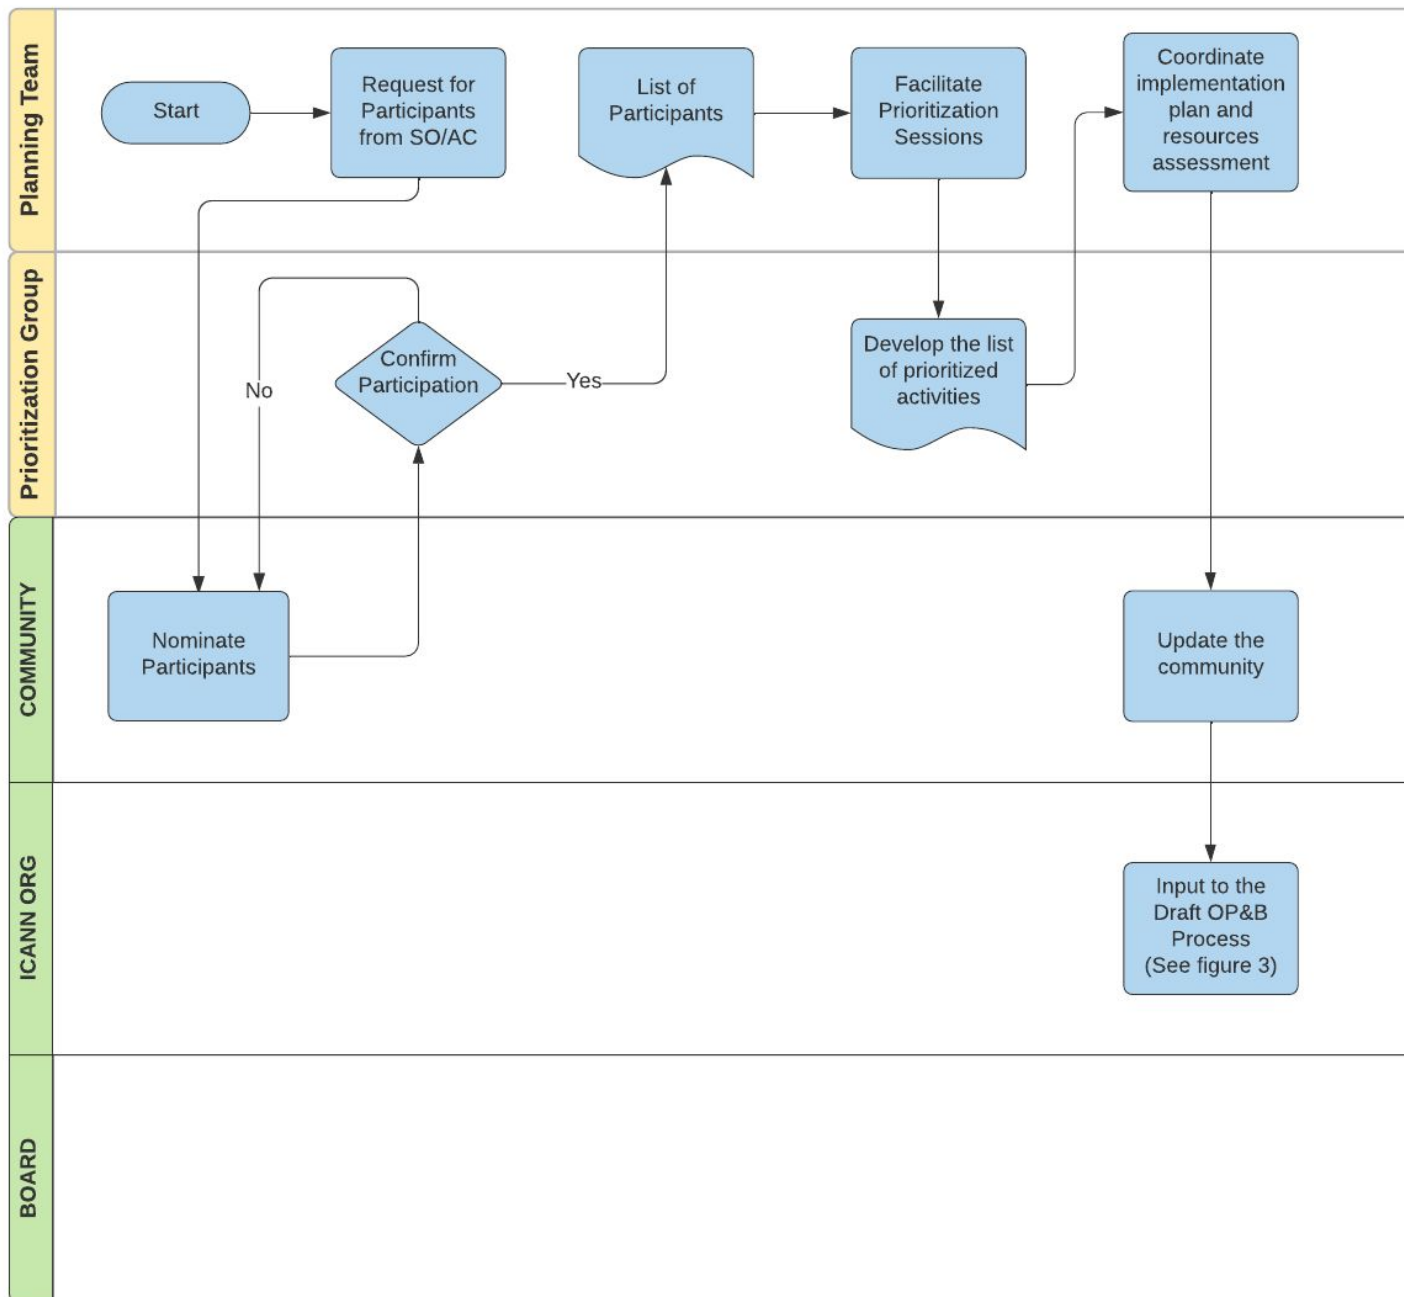 Planning Team
Start
Request for
Participants
from SO/AC
List of
Participants
Facilitate
Prioritization
Sessions
Coordinate
implementation
plan and
resources
assessment
Prioritization Group
No
Confirm
Participation
Yes
Develop the list
of prioritized
activities
COMMUNITY
Nominate
Participants
Update the
community
ICANN ORG
Input to the
Draft OP&B
Process
(See figure 3)
BOARD